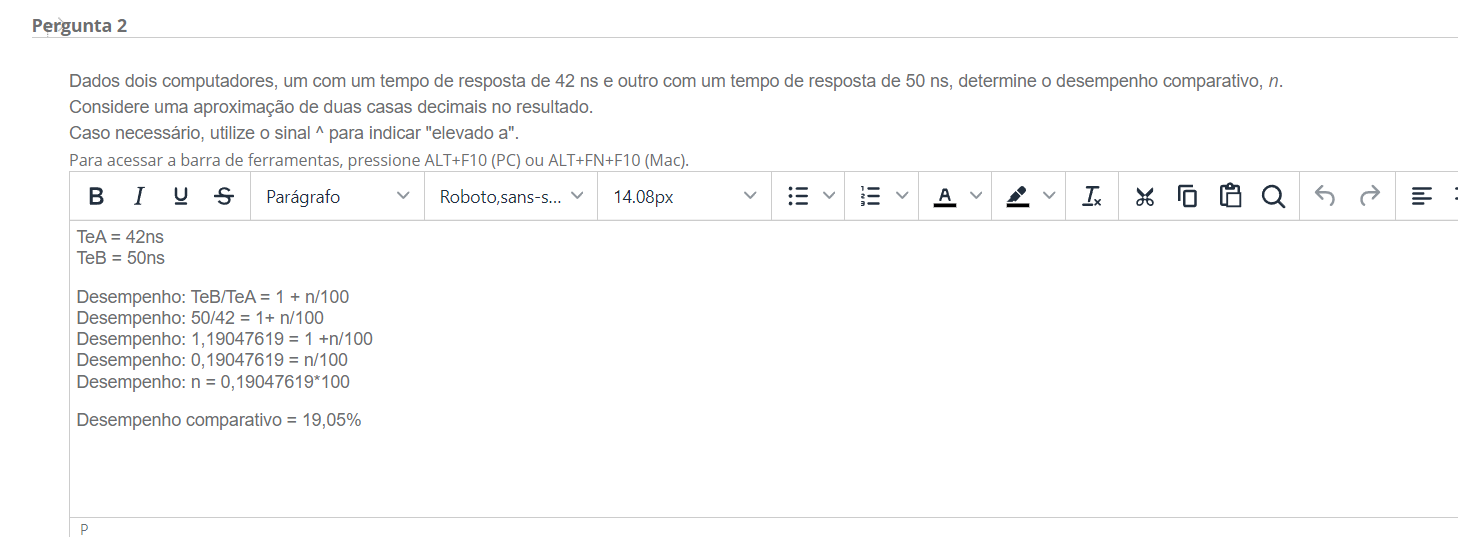 Pergunta 2
Dados dois computadores, um com um tempo de resposta de 42 ns e outro com um tempo de resposta de 50 ns, determine o desempenho comparativo, n.
Considere uma aproximação de duas casas decimais no resultado.
Caso necessário, utilize o sinal ^ para indicar "elevado a".
Para acessar a barra de ferramentas, pressione ALT+F10 (PC) ou ALT+FN+F10 (Mac).
B I U S Parágrafo Roboto,sans-s... 14.08px
TeA = 42ns
TeB = 50ns
Desempenho: TeB/TeA = 1 + n/100
Desempenho: 50/42 = 1+ n/100
Desempenho: 1,19047619 = 1 +n/100
Desempenho: 0,19047619 = n/100
Desempenho: n = 0,19047619*100
Desempenho comparativo = 19,05%
P